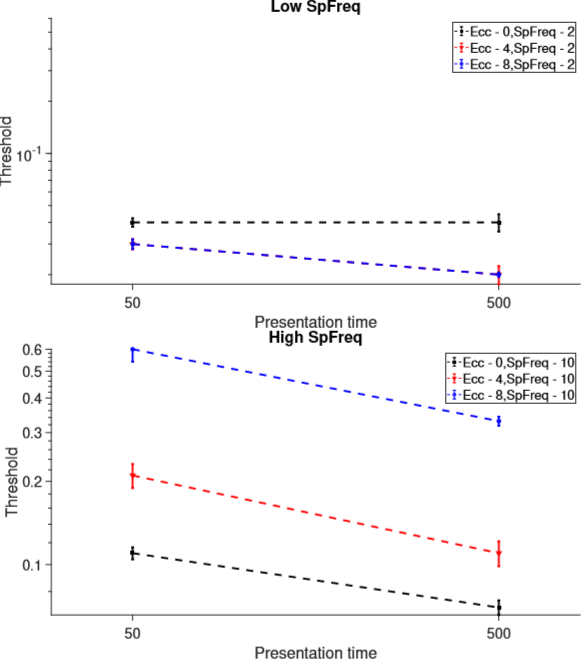 Low SpFreq
Ecc - 0,SpFreq - 2
Ecc - 4,SpFreq - 2
Ecc - 8,SpFreq - 2
Threshold
10-1
50
500
Presentation time
High SpFreq
Ecc - 0,SpFreq - 10
Ecc - 4,SpFreq - 10
Ecc - 8,SpFreq - 10
Threshold
0.6
0.5
0.4
0.3
0.2
0.1
50
500
Presentation time